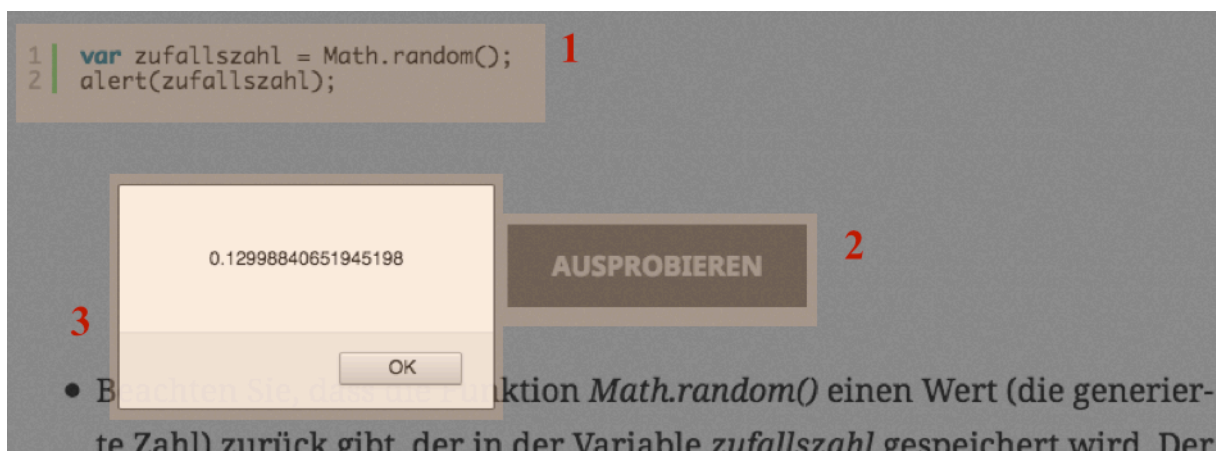 1 var zufallszahl = Math.random();
2 alert(zufallszahl);
1
0.12998840651945198
AUSPROBIEREN
2
3
OK
• Beachten Sie, dass die Funktion Math.random() einen Wert (die generier-
te Zahl) zurück gibt, der in der Variable zufallszahl gespeichert wird. Der